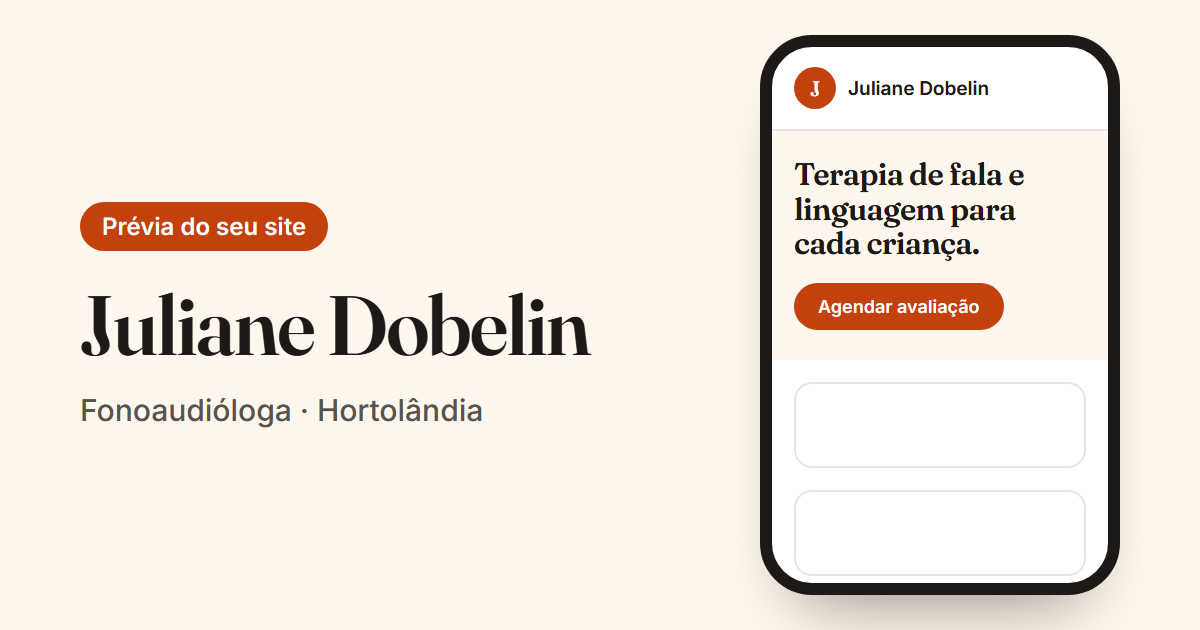 Prévia do seu site
Juliane Dobelin
Fonoaudióloga · Hortolândia
J
Juliane Dobelin
Terapia de fala e
linguagem para
cada criança.
Agendar avaliação